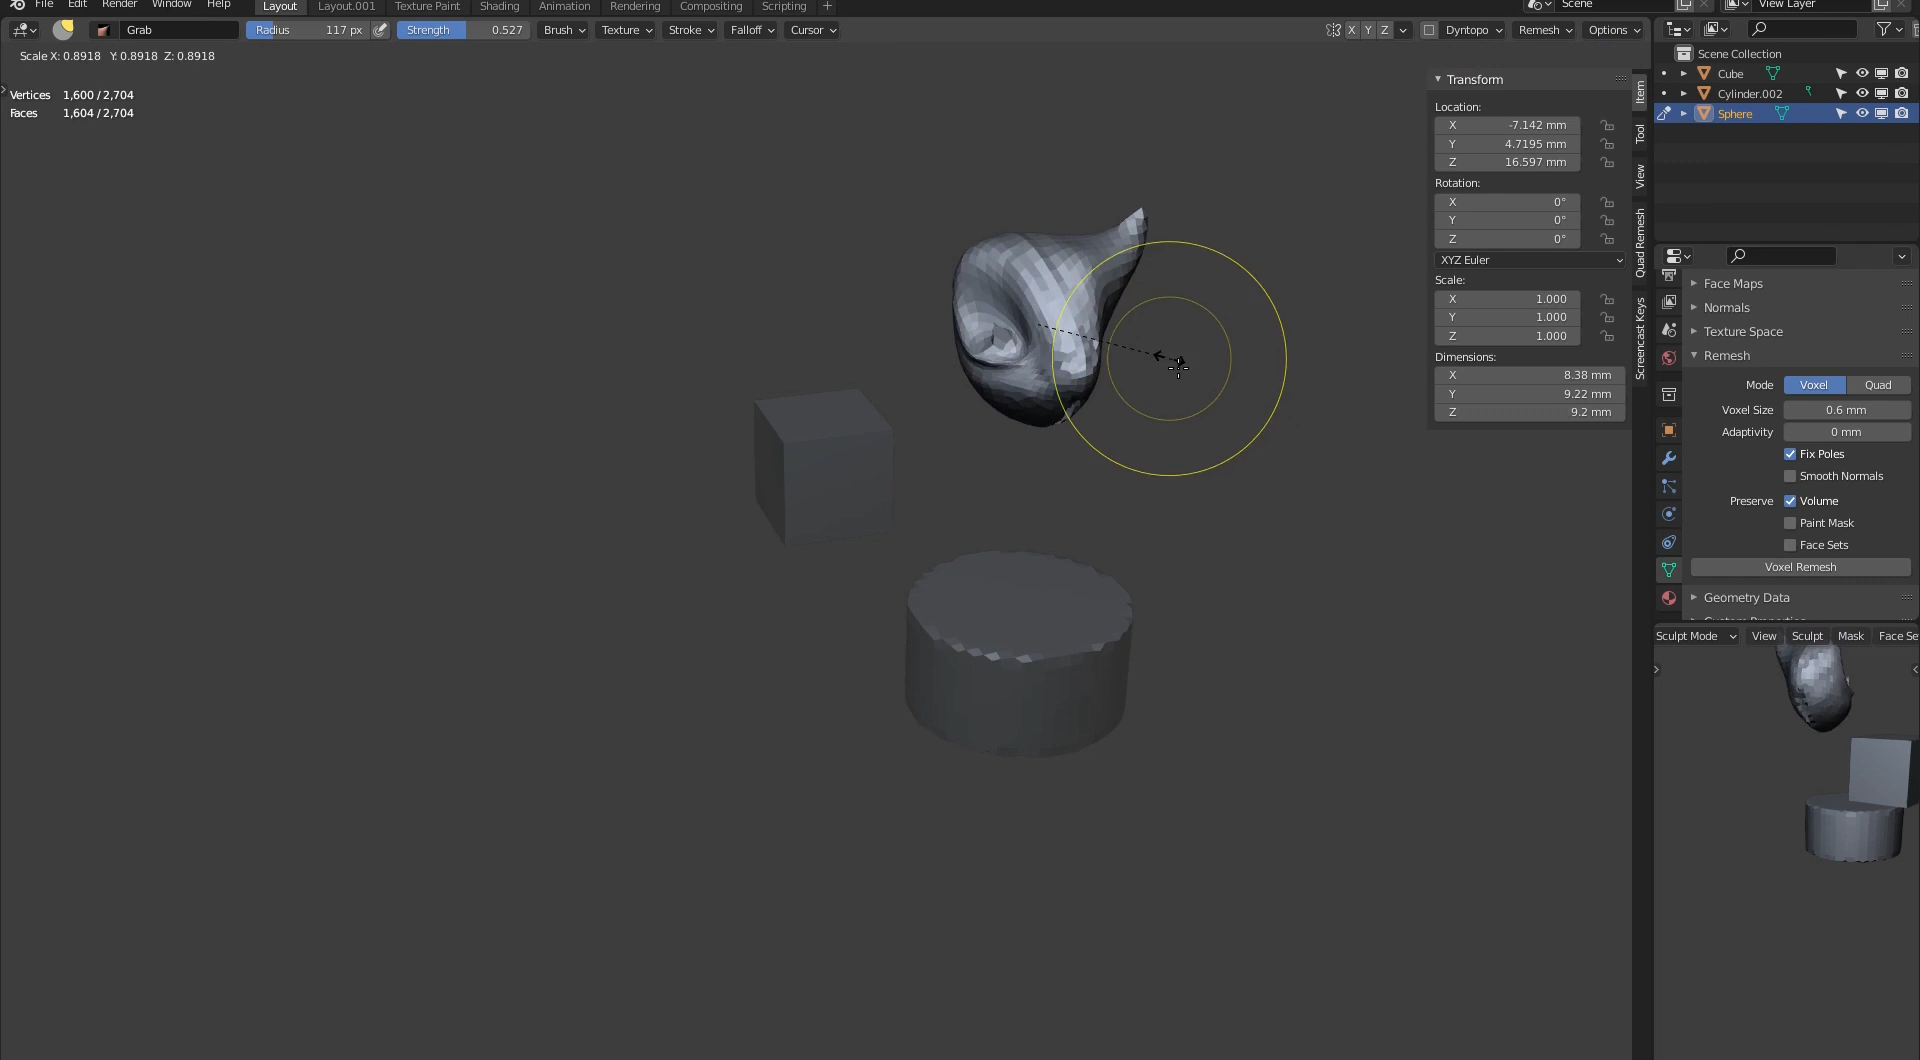 File Edit Render Window Help Layout Layout.001 Texture Paint Shading Animation Rendering Compositing Scripting + Scene View Layer
Grab Radius 117 px Strength 0.527 Brush Texture Stroke Falloff Cursor X Y Z Dyntopo Remesh Options
Scale X: 0.8918 Y: 0.8918 Z: 0.8918
Vertices 1,600 / 2,704
Faces 1,604 / 2,704
Transform
Location:
X -7.142 mm
Y 4.7195 mm
Z 16.597 mm
Rotation:
X 0°
Y 0°
Z 0°
XYZ Euler
Scale:
X 1.000
Y 1.000
Z 1.000
Dimensions:
X 8.38 mm
Y 9.22 mm
Z 9.2 mm
Item
Tool
View
Quad Remesh
Screencast Keys
Scene Collection
Cube
Cylinder.002
Sphere
Face Maps
Normals
Texture Space
Remesh
Mode Voxel Quad
Voxel Size 0.6 mm
Adaptivity 0 mm
Fix Poles
Smooth Normals
Preserve Volume
Paint Mask
Face Sets
Voxel Remesh
Geometry Data
Sculpt Mode View Sculpt Mask Face Se